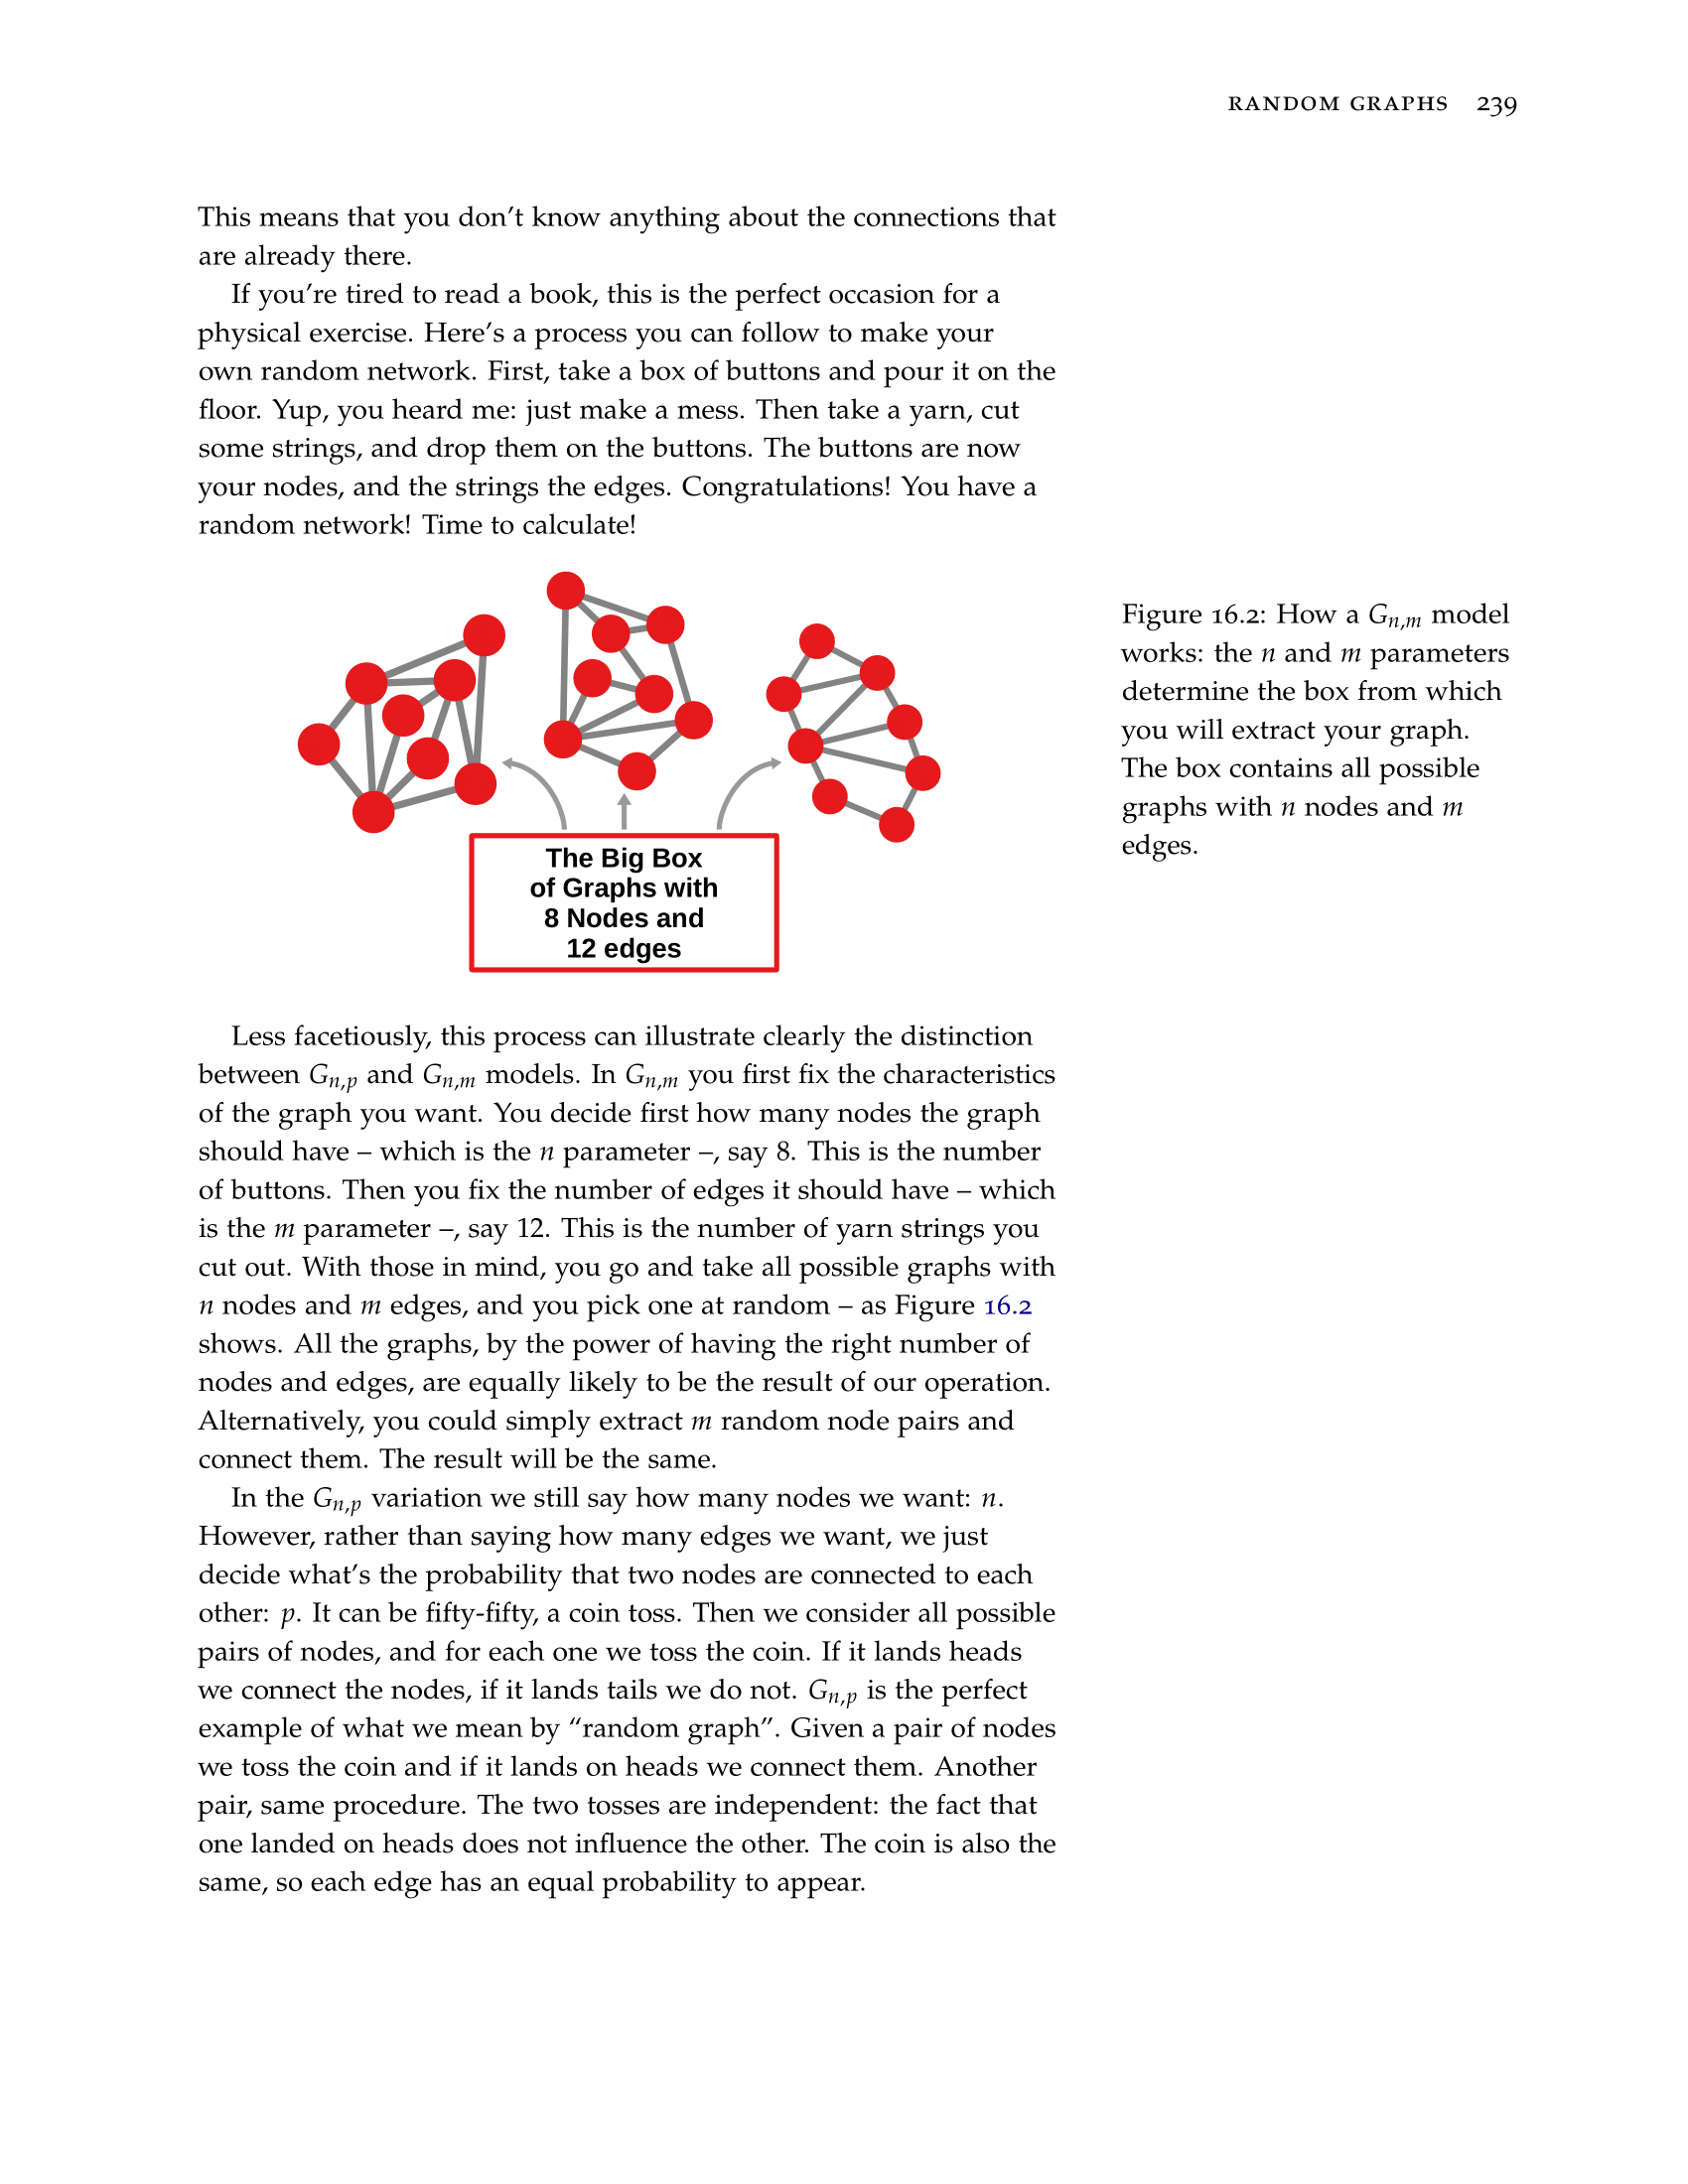 RANDOM GRAPHS 239
This means that you don't know anything about the connections that
are already there.
If you're tired to read a book, this is the perfect occasion for a
physical exercise. Here's a process you can follow to make your
own random network. First, take a box of buttons and pour it on the
floor. Yup, you heard me: just make a mess. Then take a yarn, cut
some strings, and drop them on the buttons. The buttons are now
your nodes, and the strings the edges. Congratulations! You have a
random network! Time to calculate!
The Big Box
of Graphs with
8 Nodes and
12 edges
Figure 16.2: How a Gn,m model
works: the n and m parameters
determine the box from which
you will extract your graph.
The box contains all possible
graphs with n nodes and m
edges.
Less facetiously, this process can illustrate clearly the distinction
between Gn,p and Gn,m models. In Gn,m you first fix the characteristics
of the graph you want. You decide first how many nodes the graph
should have – which is the n parameter –, say 8. This is the number
of buttons. Then you fix the number of edges it should have – which
is the m parameter –, say 12. This is the number of yarn strings you
cut out. With those in mind, you go and take all possible graphs with
n nodes and m edges, and you pick one at random – as Figure 16.2
shows. All the graphs, by the power of having the right number of
nodes and edges, are equally likely to be the result of our operation.
Alternatively, you could simply extract m random node pairs and
connect them. The result will be the same.
In the Gn,p variation we still say how many nodes we want: n.
However, rather than saying how many edges we want, we just
decide what's the probability that two nodes are connected to each
other: p. It can be fifty-fifty, a coin toss. Then we consider all possible
pairs of nodes, and for each one we toss the coin. If it lands heads
we connect the nodes, if it lands tails we do not. Gn,p is the perfect
example of what we mean by “random graph”. Given a pair of nodes
we toss the coin and if it lands on heads we connect them. Another
pair, same procedure. The two tosses are independent: the fact that
one landed on heads does not influence the other. The coin is also the
same, so each edge has an equal probability to appear.